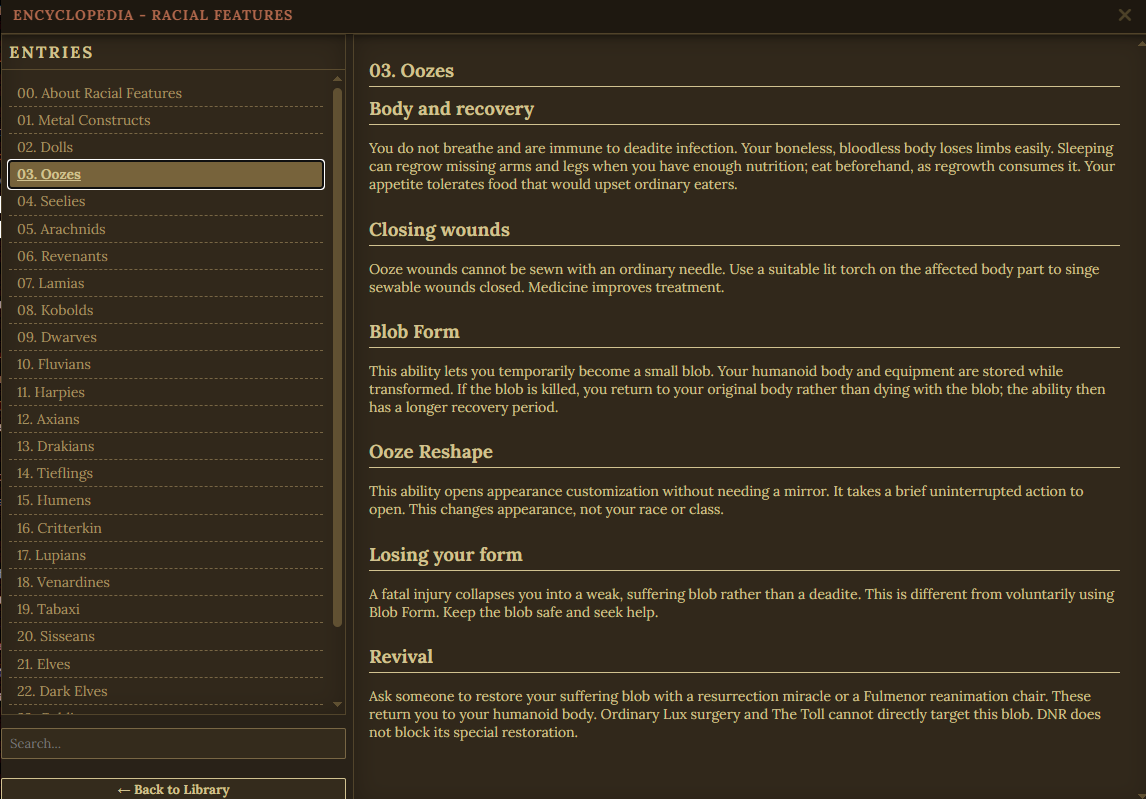 ENCYCLOPEDIA - RACIAL FEATURES
ENTRIES
00. About Racial Features
01. Metal Constructs
02. Dolls
03. Oozes
04. Seelies
05. Arachnids
06. Revenants
07. Lamias
08. Kobolds
09. Dwarves
10. Fluvians
11. Harpies
12. Axians
13. Drakians
14. Tieflings
15. Humens
16. Critterkin
17. Lupians
18. Venardines
19. Tabaxi
20. Sisseans
21. Elves
22. Dark Elves
Search...
← Back to Library
03. Oozes
Body and recovery
You do not breathe and are immune to deadite infection. Your boneless, bloodless body loses limbs easily. Sleeping
can regrow missing arms and legs when you have enough nutrition; eat beforehand, as regrowth consumes it. Your
appetite tolerates food that would upset ordinary eaters.
Closing wounds
Ooze wounds cannot be sewn with an ordinary needle. Use a suitable lit torch on the affected body part to singe
sewable wounds closed. Medicine improves treatment.
Blob Form
This ability lets you temporarily become a small blob. Your humanoid body and equipment are stored while
transformed. If the blob is killed, you return to your original body rather than dying with the blob; the ability then
has a longer recovery period.
Ooze Reshape
This ability opens appearance customization without needing a mirror. It takes a brief uninterrupted action to
open. This changes appearance, not your race or class.
Losing your form
A fatal injury collapses you into a weak, suffering blob rather than a deadite. This is different from voluntarily using
Blob Form. Keep the blob safe and seek help.
Revival
Ask someone to restore your suffering blob with a resurrection miracle or a Fulmenor reanimation chair. These
return you to your humanoid body. Ordinary Lux surgery and The Toll cannot directly target this blob. DNR does
not block its special restoration.